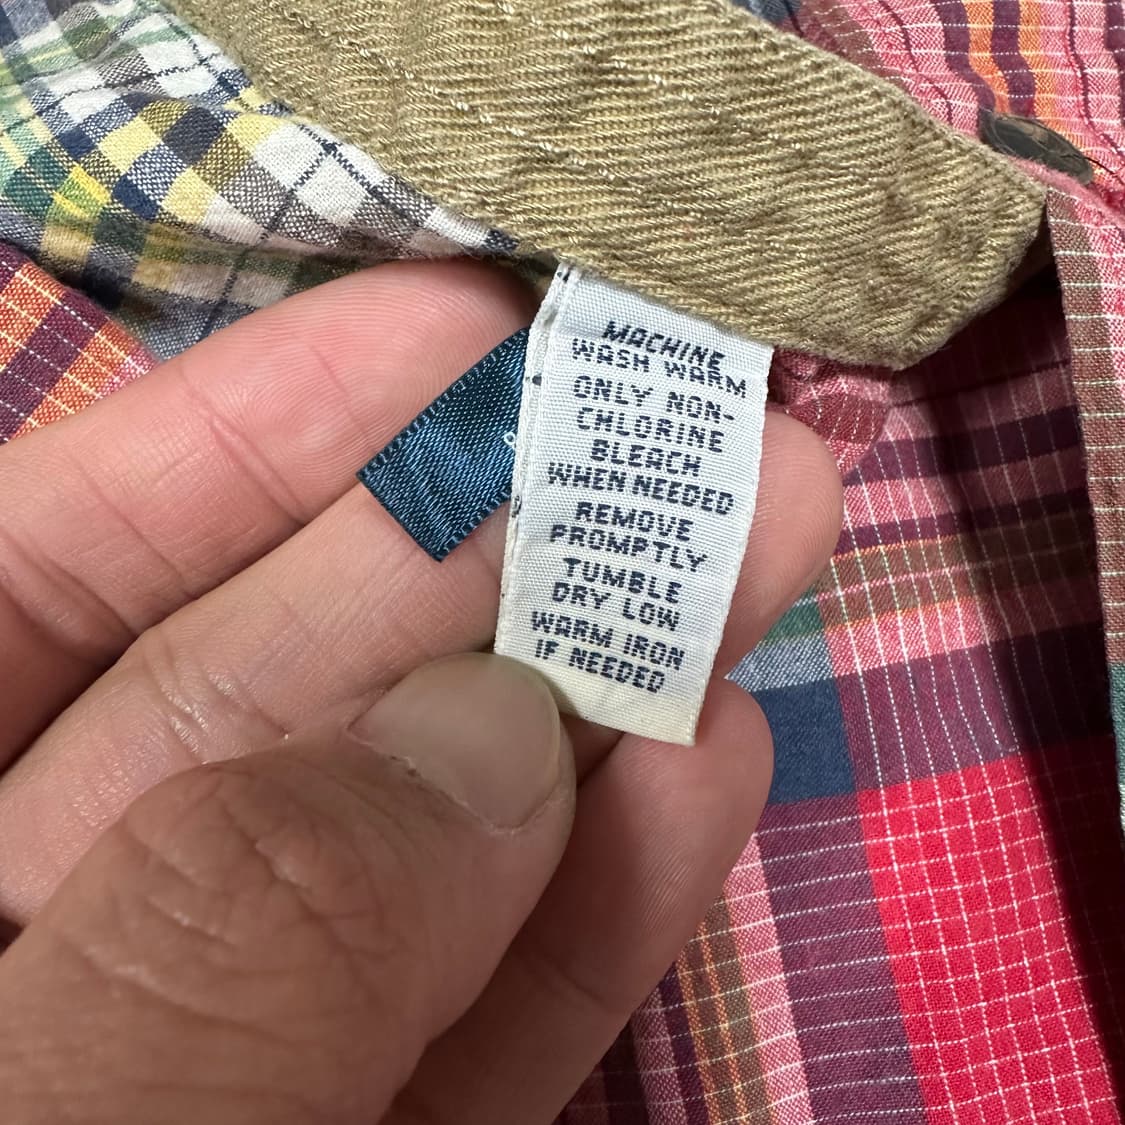 MACHINE
WASH WARM
ONLY NON-
CHLORINE
BLEACH
WHEN NEEDED
REMOVE
PROMPTLY
TUMBLE
DRY LOW
WARM IRON
IF NEEDED